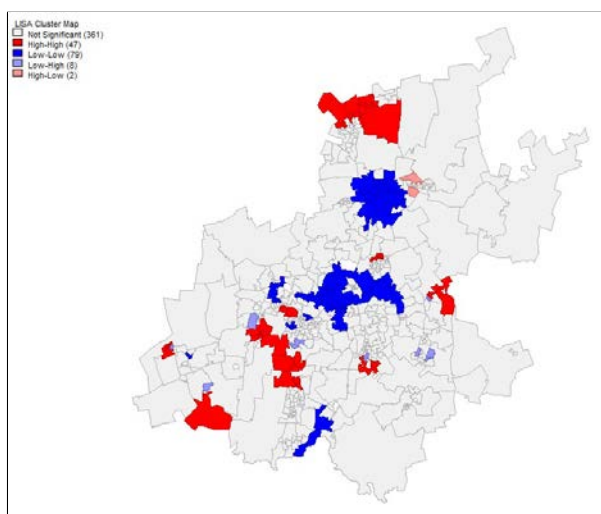 LISA Cluster Map
Not Significant (361)
High-High (47)
Low-Low (79)
Low-High (8)
High-Low (2)